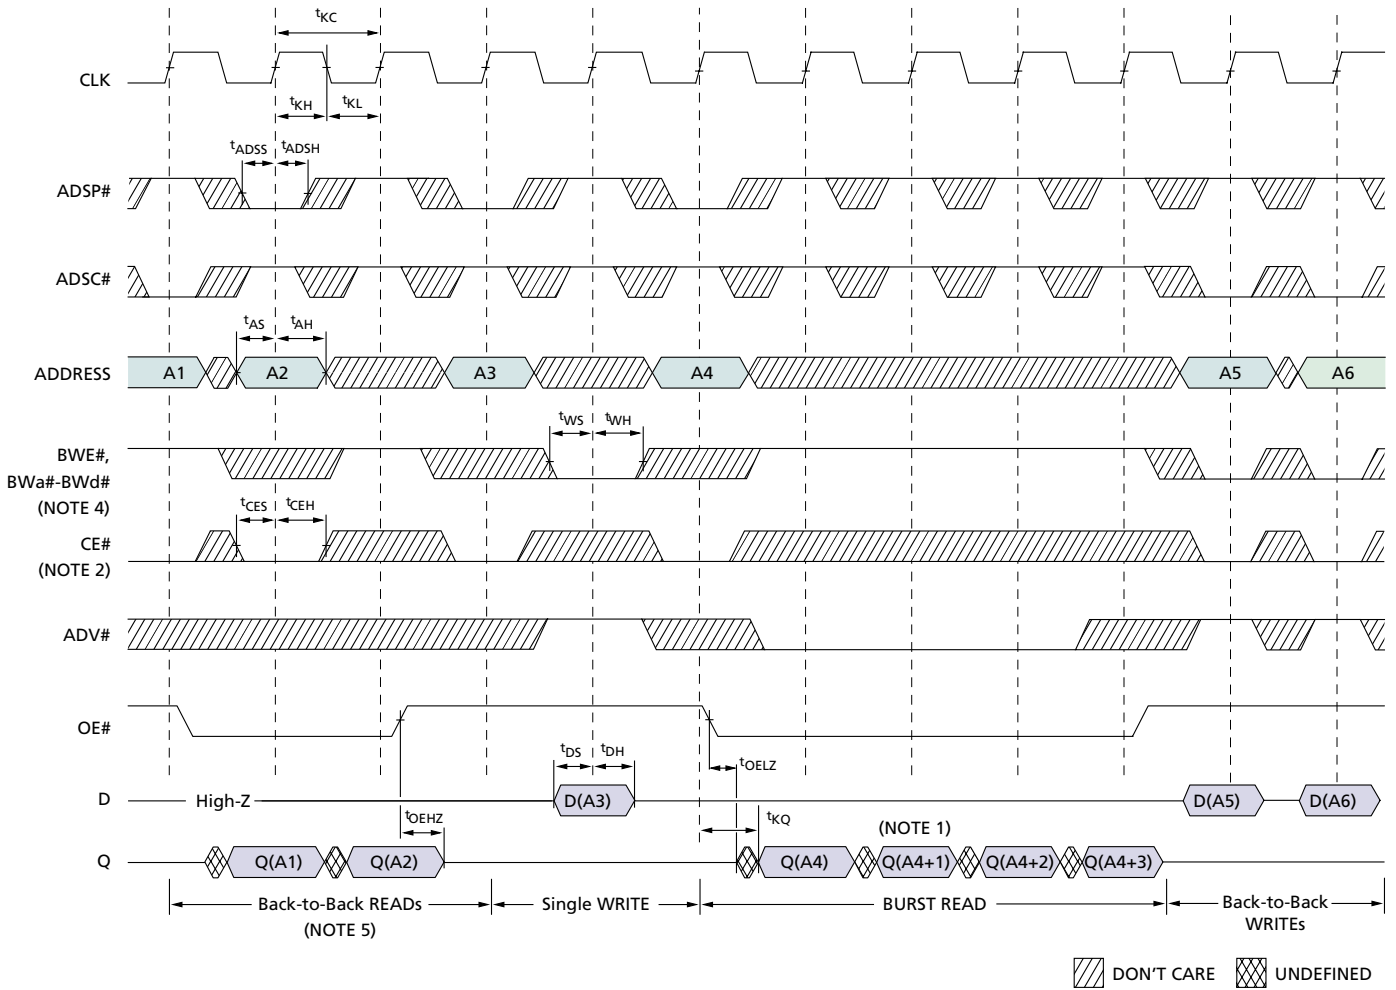 tKC
CLK
tKH
tKL
tADSS
tADSH
ADSP#
ADSC#
tAS
tAH
ADDRESS
A1
A2
A3
A4
A5
A6
tWS
tWH
BWE#,
BWa#-BWd#
(NOTE 4)
tCES
tCEH
CE#
(NOTE 2)
ADV#
OE#
tDS
tDH
tOELZ
D
High-Z
D(A3)
D(A5)
D(A6)
tOEHZ
tKQ
(NOTE 1)
Q
Q(A1)
Q(A2)
Q(A4)
Q(A4+1)
Q(A4+2)
Q(A4+3)
Back-to-Back READs
(NOTE 5)
Single WRITE
BURST READ
Back-to-Back
WRITEs
DON'T CARE
UNDEFINED